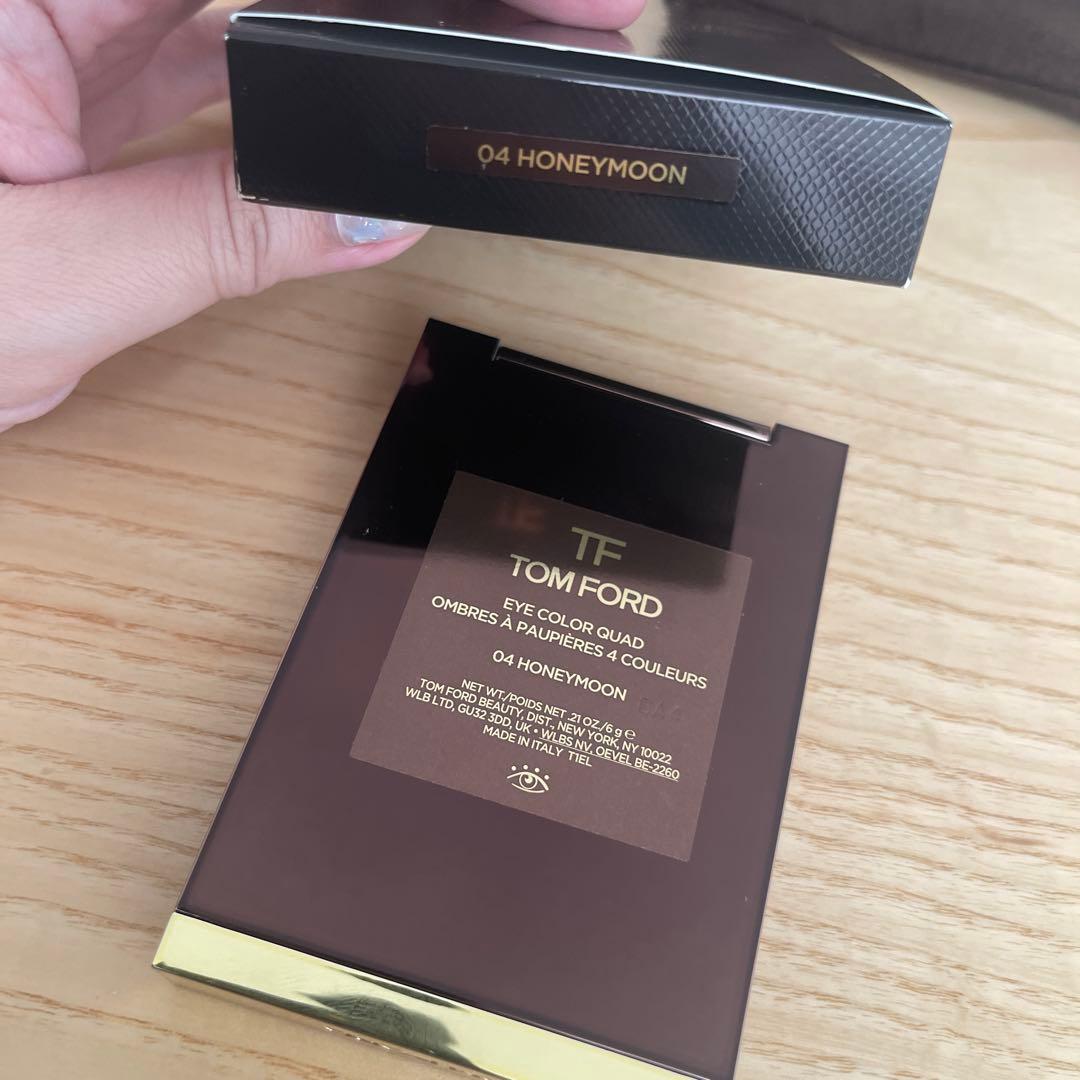 04 HONEYMOON
TF
TOM FORD
EYE COLOR QUAD
OMBRES À PAUPIÈRES 4 COULEURS
04 HONEYMOON
NET WT./POIDS NET .21 OZ./6 g ℮
TOM FORD BEAUTY, DIST., NEW YORK, NY 10022
WLB LTD, GU32 3DD, UK • WLBS NV, OEVEL BE-2260
MADE IN ITALY TIEL